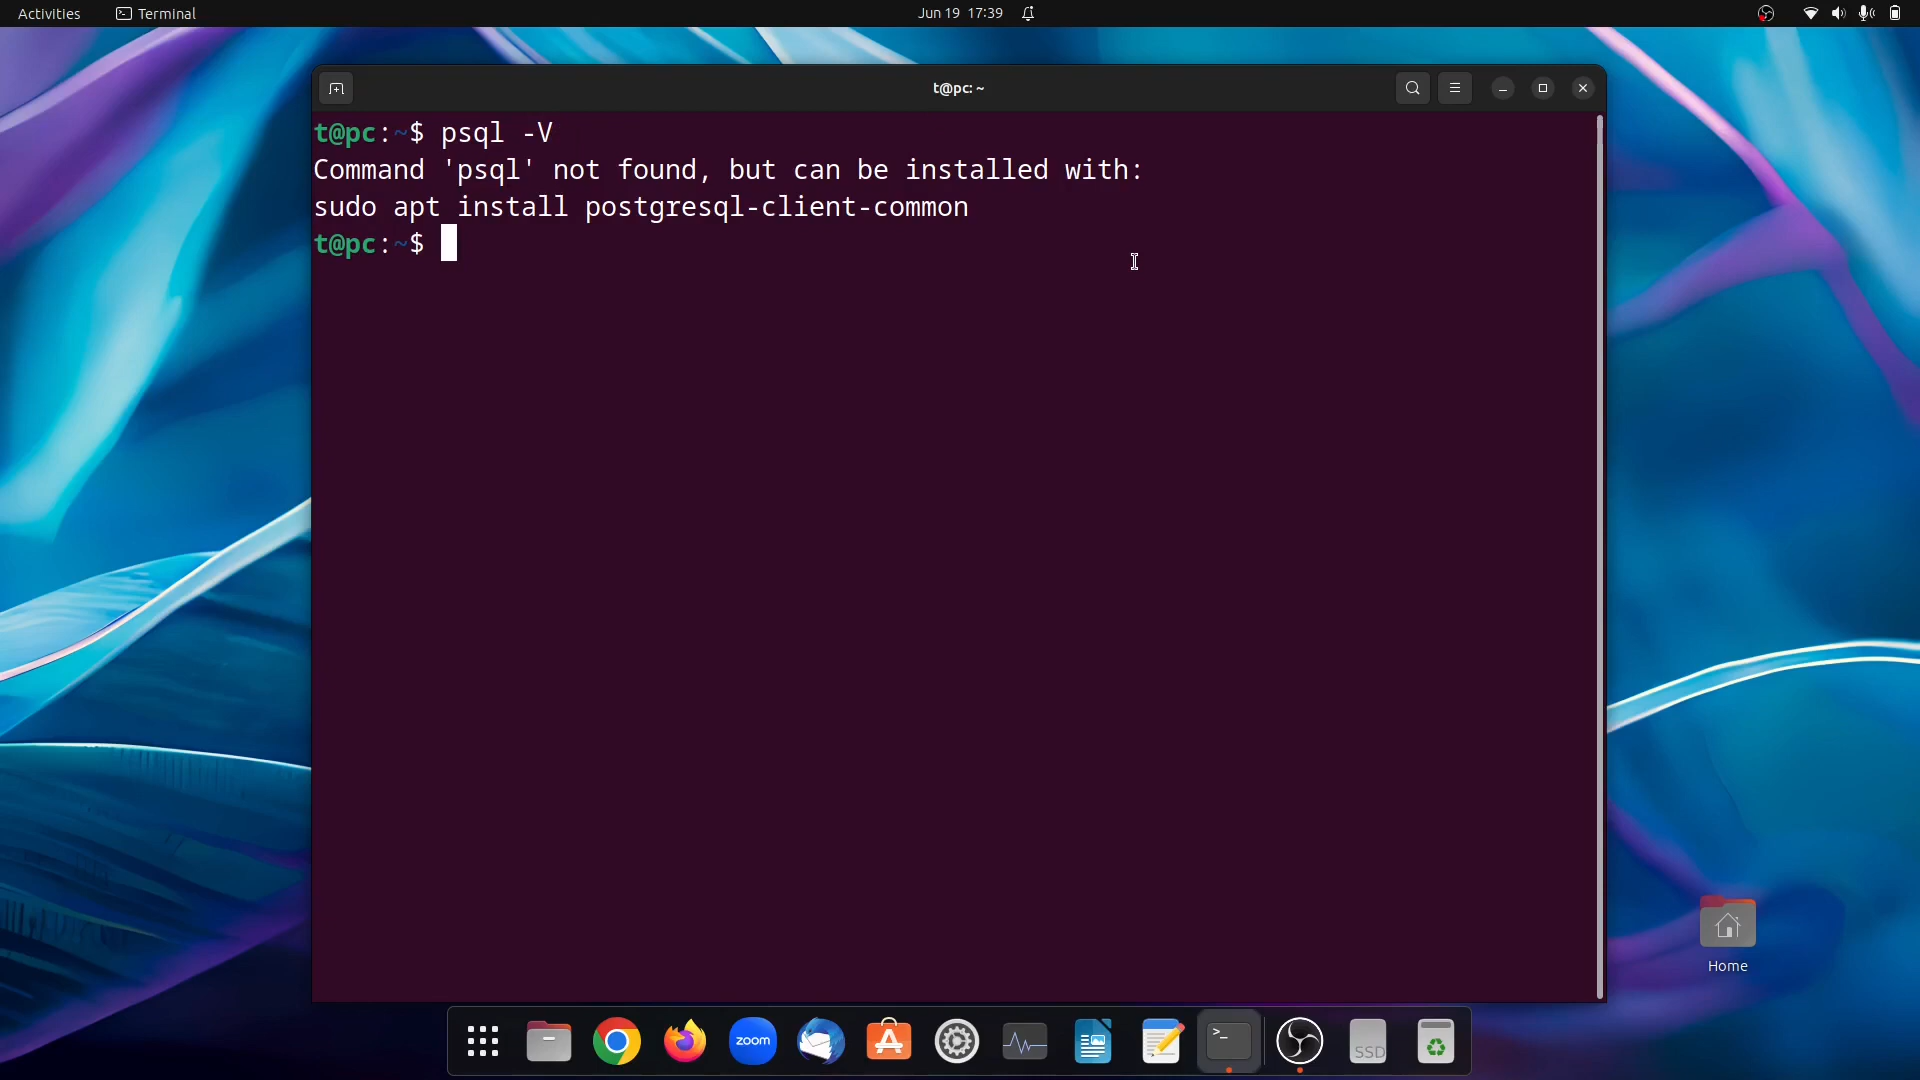 Activities
Terminal
Jun 19 17:39
t@pc: ~
t@pc:~$ psql -V
Command 'psql' not found, but can be installed with:
sudo apt install postgresql-client-common
t@pc:~$
Home
zoom
>_
SSD